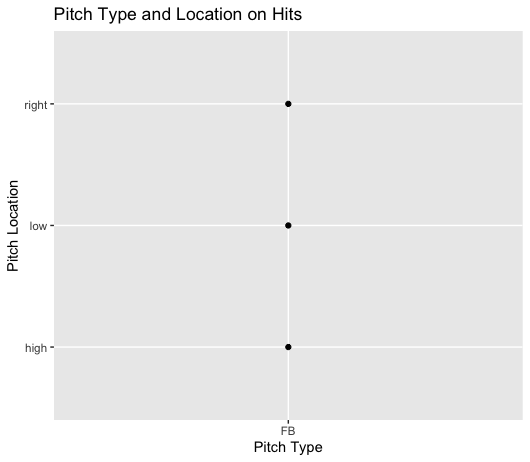 Pitch Type and Location on Hits
right
low
high
Pitch Location
FB
Pitch Type